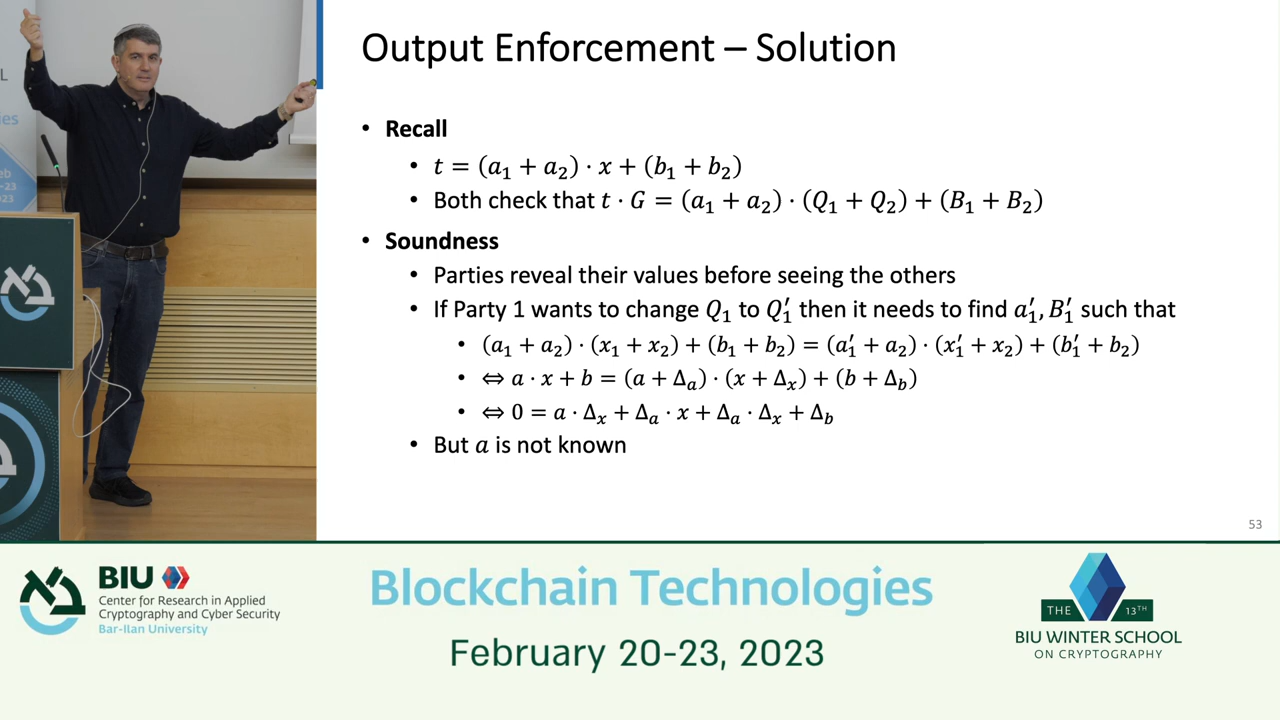 Output Enforcement – Solution
• Recall
• t = (a₁ + a₂) · x + (b₁ + b₂)
• Both check that t · G = (a₁ + a₂) · (Q₁ + Q₂) + (B₁ + B₂)
• Soundness
• Parties reveal their values before seeing the others
• If Party 1 wants to change Q₁ to Q₁′ then it needs to find a₁′, B₁′ such that
• (a₁ + a₂) · (x₁ + x₂) + (b₁ + b₂) = (a₁′ + a₂) · (x₁′ + x₂) + (b₁′ + b₂)
• ⇔ a · x + b = (a + Δₐ) · (x + Δₓ) + (b + Δ_b)
• ⇔ 0 = a · Δₓ + Δₐ · x + Δₐ · Δₓ + Δ_b
• But a is not known
53
L
es
eb
-23
023
BIU
Center for Research in Applied
Cryptography and Cyber Security
Bar-Ilan University
Blockchain Technologies
February 20-23, 2023
THE 13TH
BIU WINTER SCHOOL
ON CRYPTOGRAPHY